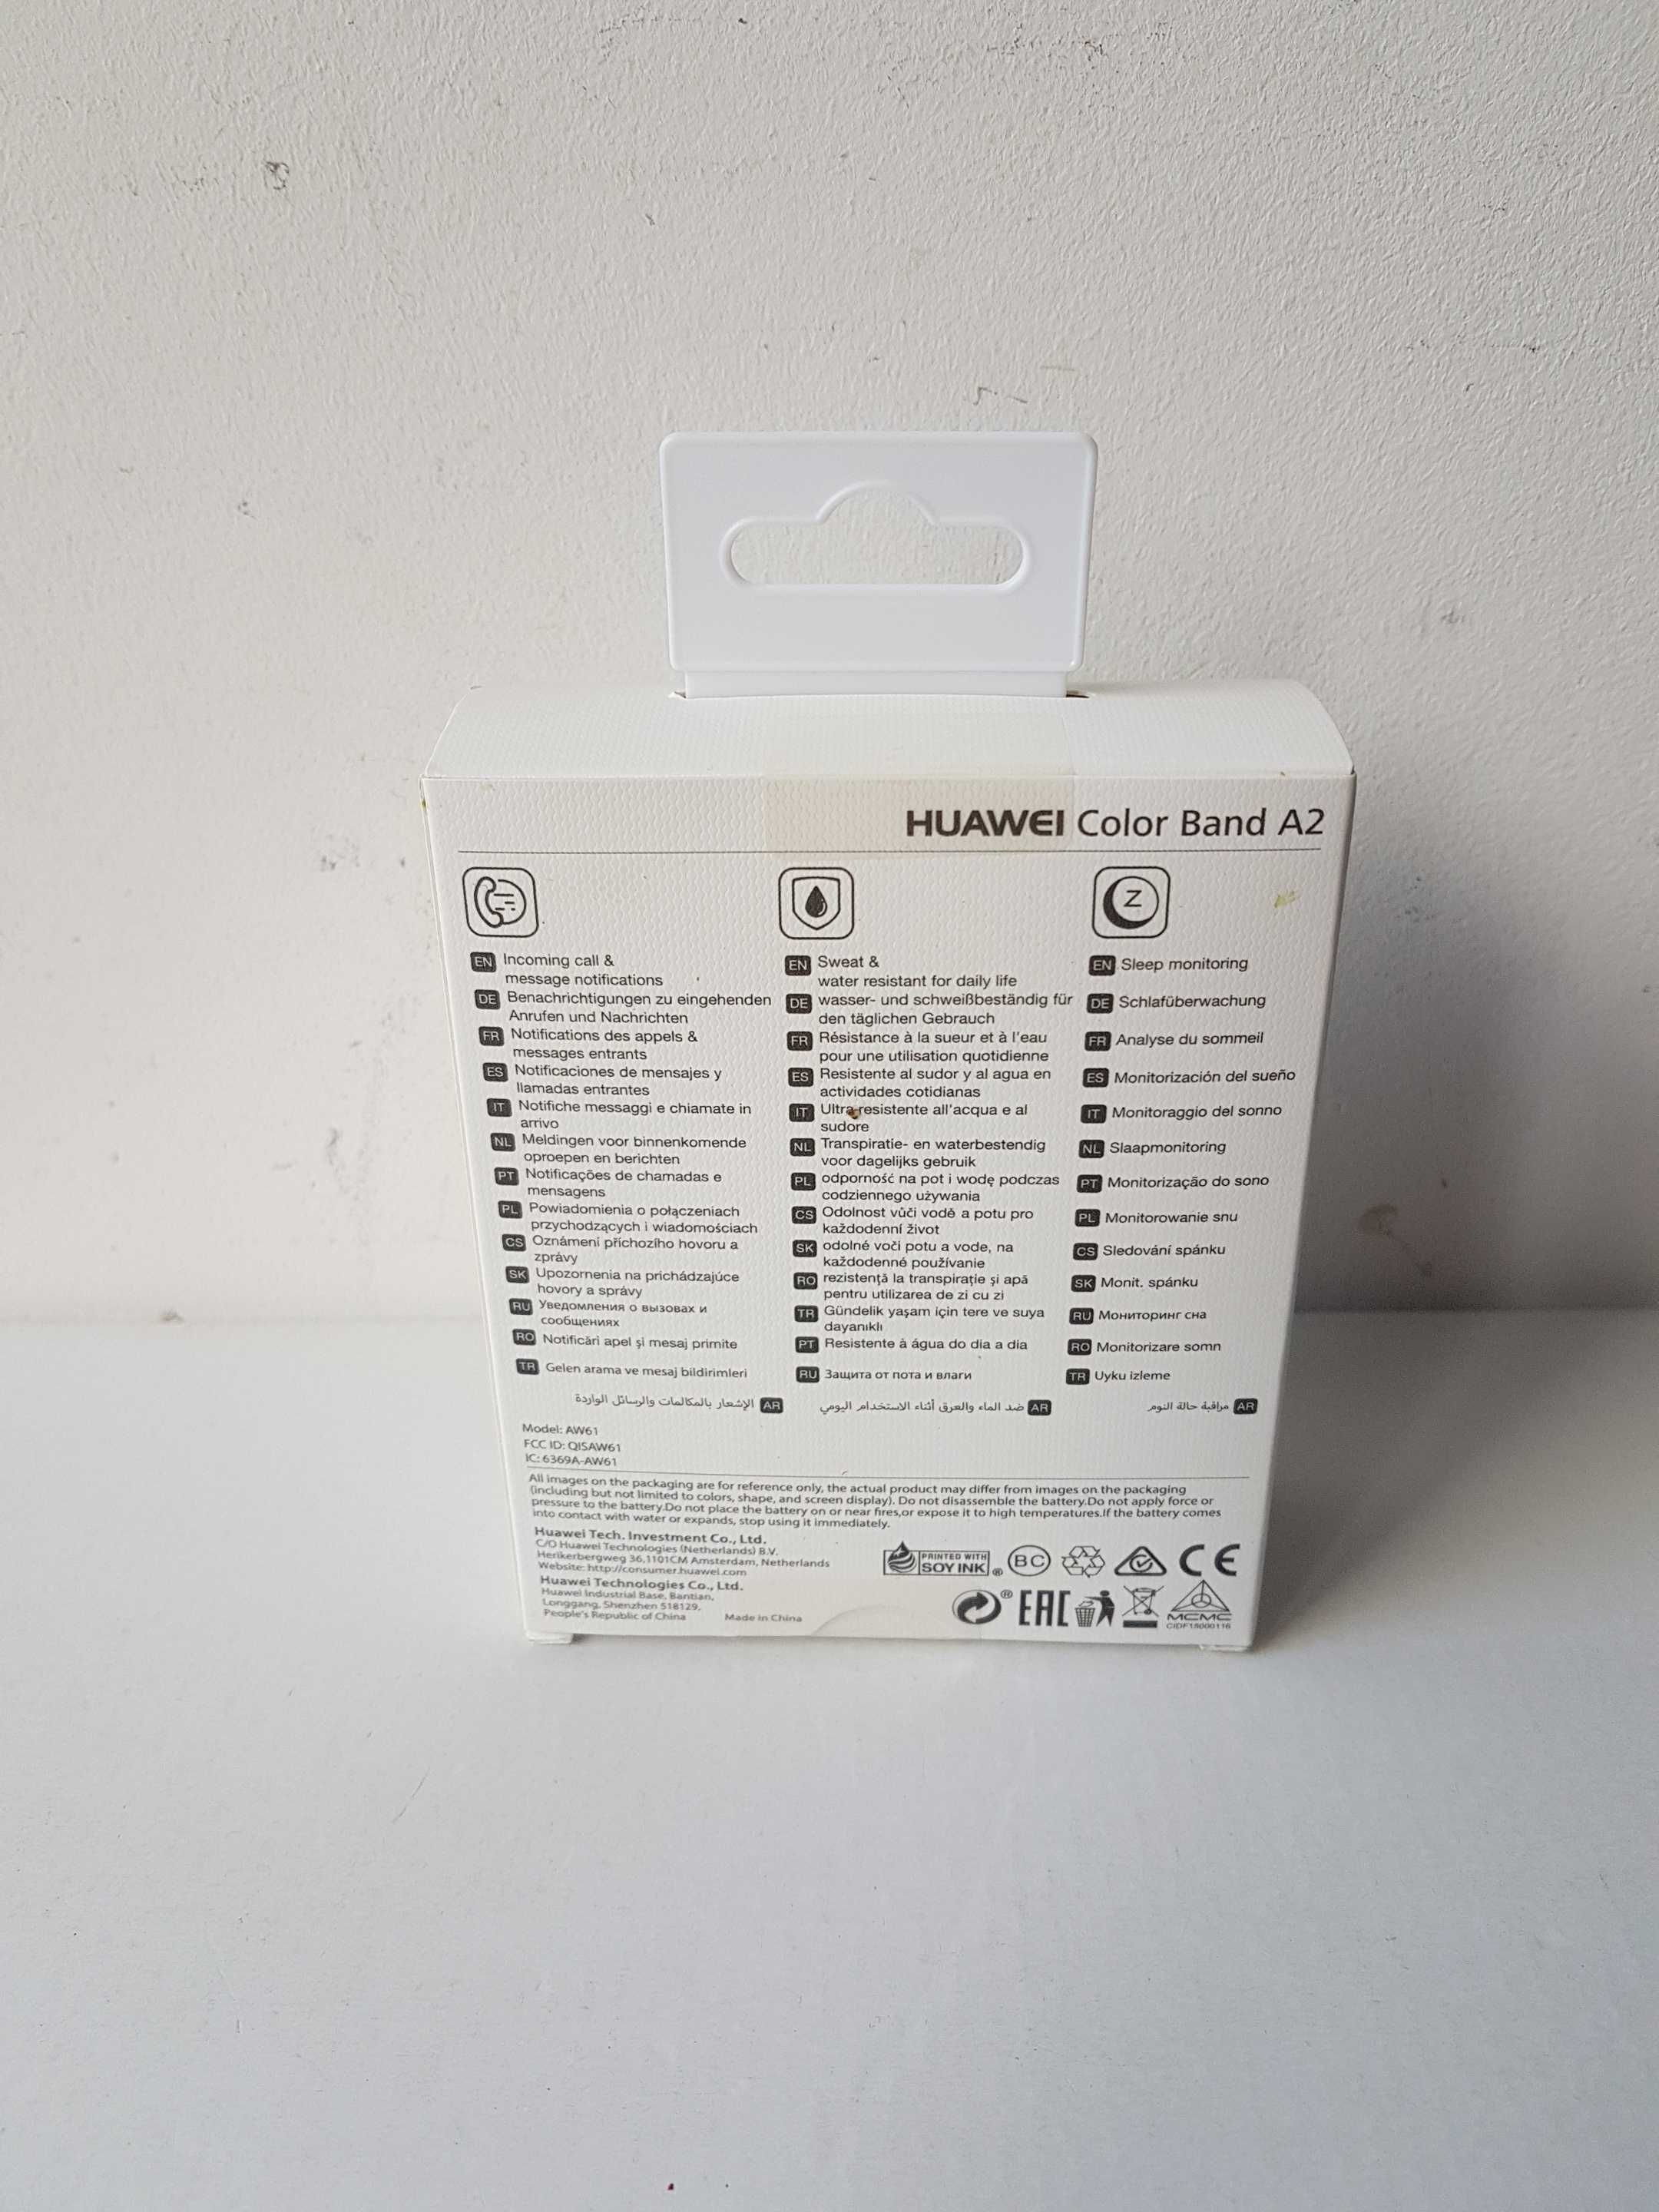 HUAWEI Color Band A2
EN Incoming call &
message notifications
DE Benachrichtigungen zu eingehenden
Anrufen und Nachrichten
FR Notifications des appels &
messages entrants
ES Notificaciones de mensajes y
llamadas entrantes
IT Notifiche messaggi e chiamate in
arrivo
NL Meldingen voor binnenkomende
oproepen en berichten
PT Notificações de chamadas e
mensagens
PL Powiadomienia o połączeniach
przychodzących i wiadomościach
CS Oznámení příchozího hovoru a
zprávy
SK Upozornenia na prichádzajúce
hovory a správy
RU Уведомления о вызовах и
сообщениях
RO Notificări apel și mesaj primite
TR Gelen arama ve mesaj bildirimleri
AR الإشعار بالمكالمات والرسائل الواردة
EN Sweat &
water resistant for daily life
DE wasser- und schweißbeständig für
den täglichen Gebrauch
FR Résistance à la sueur et à l'eau
pour une utilisation quotidienne
ES Resistente al sudor y al agua en
actividades cotidianas
IT Ultra-resistente all'acqua e al
sudore
NL Transpiratie- en waterbestendig
voor dagelijks gebruik
PL odporność na pot i wodę podczas
codziennego używania
CS Odolnost vůči vodě a potu pro
každodenní život
SK odolné voči potu a vode, na
každodenné používanie
RO rezistență la transpirație și apă
pentru utilizarea de zi cu zi
TR Gündelik yaşam için tere ve suya
dayanıklı
PT Resistente à água do dia a dia
RU Защита от пота и влаги
AR ضد الماء والعرق أثناء الاستخدام اليومي
Z
EN Sleep monitoring
DE Schlafüberwachung
FR Analyse du sommeil
ES Monitorización del sueño
IT Monitoraggio del sonno
NL Slaapmonitoring
PT Monitorização do sono
PL Monitorowanie snu
CS Sledování spánku
SK Monit. spánku
RU Мониторинг сна
RO Monitorizare somn
TR Uyku izleme
AR مراقبة حالة النوم
Model: AW61
FCC ID: QISAW61
IC: 6369A-AW61
All images on the packaging are for reference only, the actual product may differ from images on the packaging
(including but not limited to colors, shape, and screen display). Do not disassemble the battery.Do not apply force or
pressure to the battery.Do not place the battery on or near fires,or expose it to high temperatures.If the battery comes
into contact with water or expands, stop using it immediately.
Huawei Tech. Investment Co., Ltd.
C/O Huawei Technologies (Netherlands) B.V.
Herikerbergweg 36,1101CM Amsterdam, Netherlands
Website: http://consumer.huawei.com
Huawei Technologies Co., Ltd.
Huawei Industrial Base, Bantian,
Longgang, Shenzhen 518129,
People's Republic of China
Made in China
PRINTED WITH
SOY INK ®
BC
CE
® EAC
MCMC
CIDF15000116